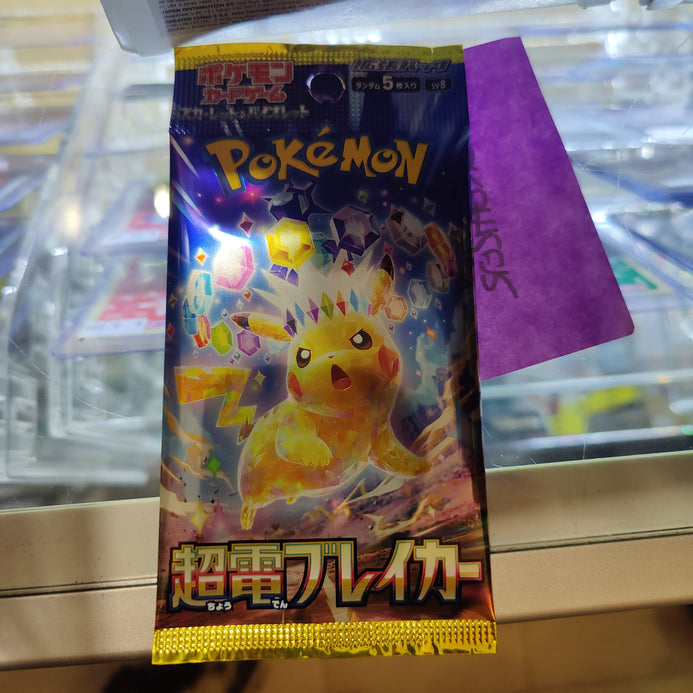 ポケモン
カードゲーム
スカーレット&バイオレット
拡張パック
ランダム5枚入り
sv8
POKéMON
超電ブレイカー
ちょう でん